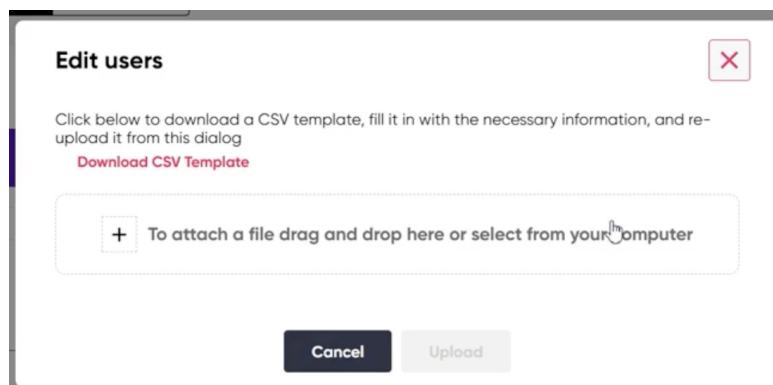 Edit users
Click below to download a CSV template, fill it in with the necessary information, and re-
upload it from this dialog
Download CSV Template
To attach a file drag and drop here or select from your computer
Cancel
Upload